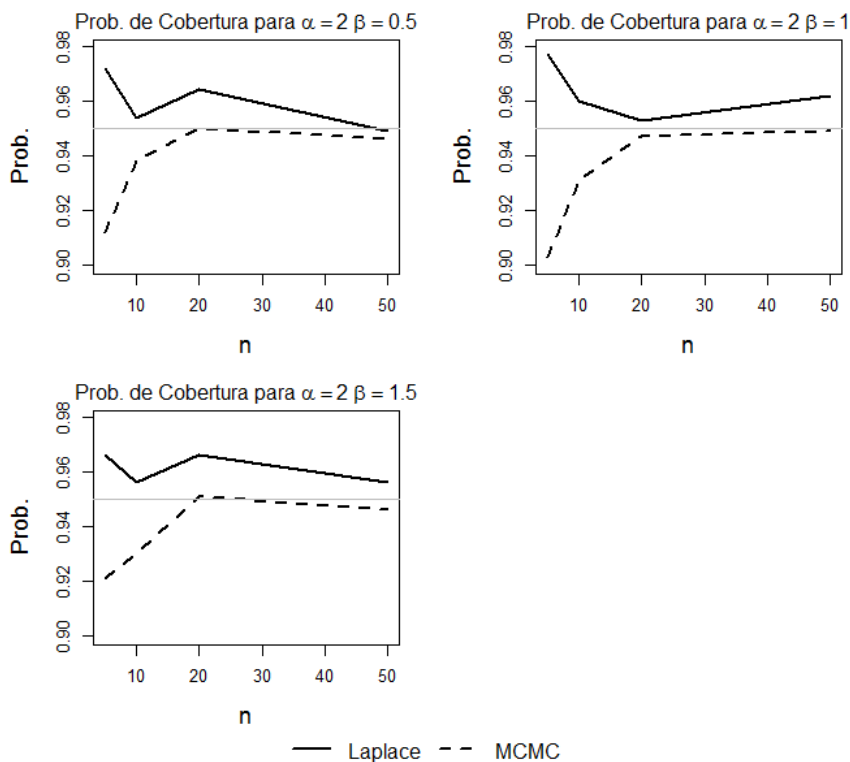 Prob. de Cobertura para α = 2 β = 0.5
Prob.
0.98
0.96
0.94
0.92
0.90
10 20 30 40 50
n
Prob. de Cobertura para α = 2 β = 1
Prob.
0.98
0.96
0.94
0.92
0.90
10 20 30 40 50
n
Prob. de Cobertura para α = 2 β = 1.5
Prob.
0.98
0.96
0.94
0.92
0.90
10 20 30 40 50
n
Laplace MCMC